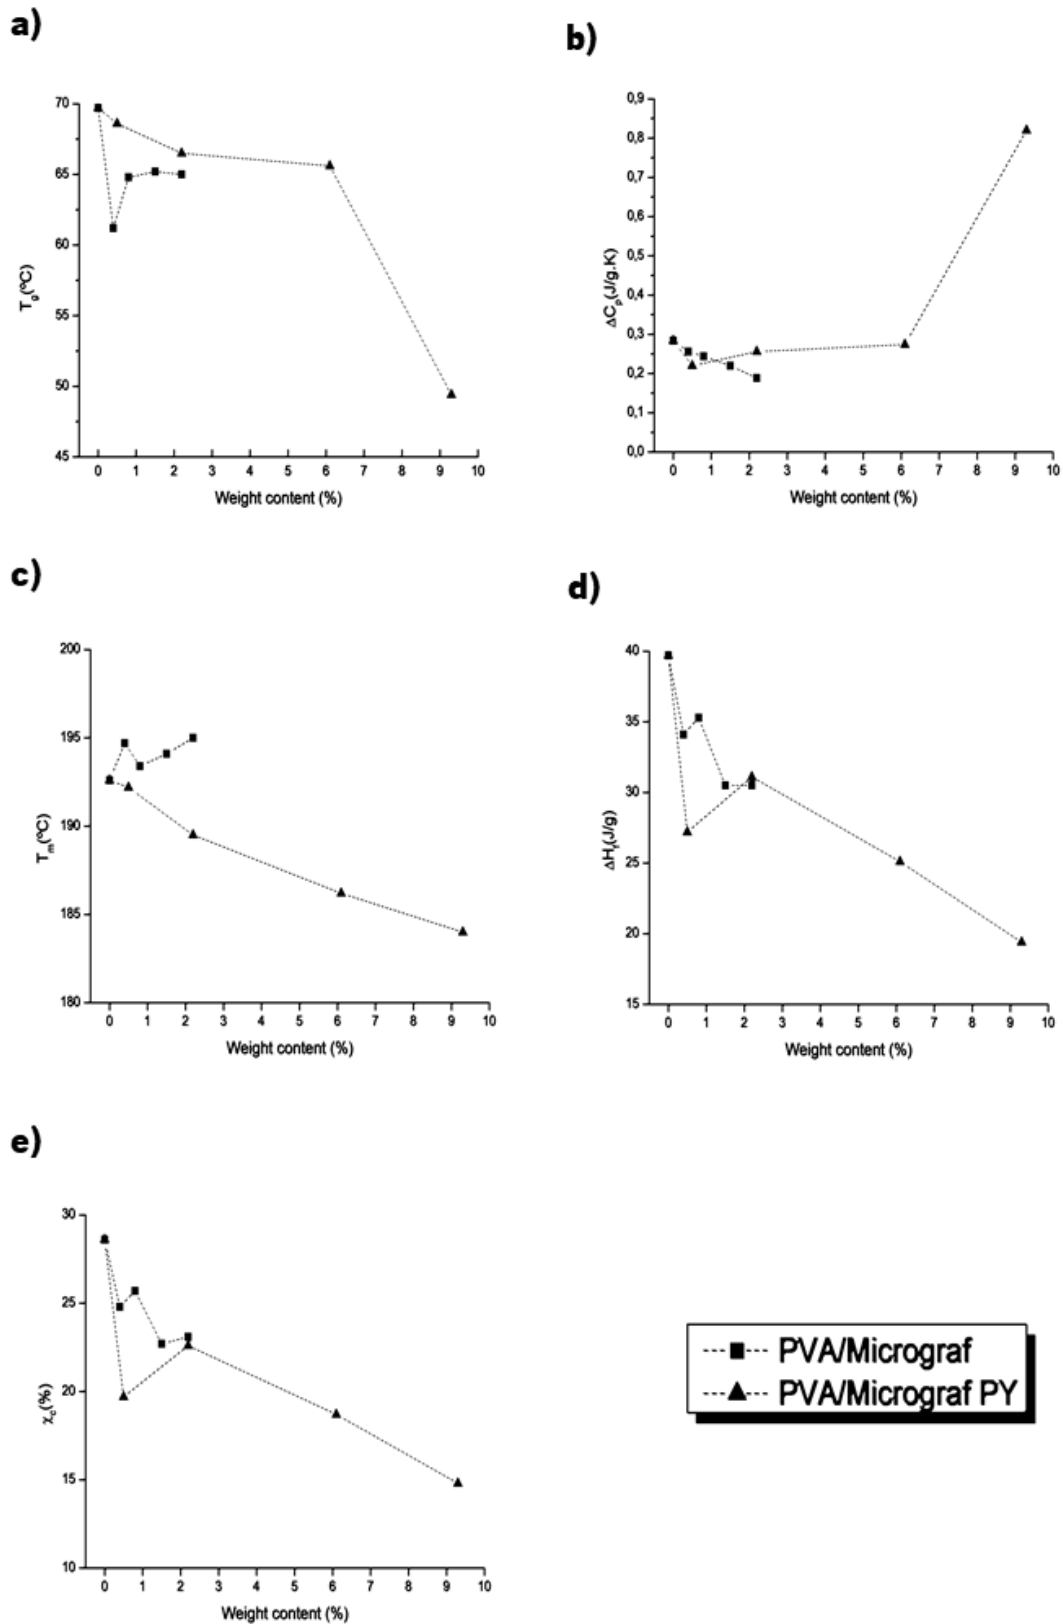 a)
70
65
60
55
50
45
Tg(ºC)
0 1 2 3 4 5 6 7 8 9 10
Weight content (%)
b)
0,9
0,8
0,7
0,6
0,5
0,4
0,3
0,2
0,1
0,0
ΔCp(J/g.K)
0 1 2 3 4 5 6 7 8 9 10
Weight content (%)
c)
200
195
190
185
180
Tm(ºC)
0 1 2 3 4 5 6 7 8 9 10
Weight content (%)
d)
40
35
30
25
20
15
ΔHf(J/g)
0 1 2 3 4 5 6 7 8 9 10
Weight content (%)
e)
30
25
20
15
10
χc(%)
0 1 2 3 4 5 6 7 8 9 10
Weight content (%)
PVA/Micrograf
PVA/Micrograf PY